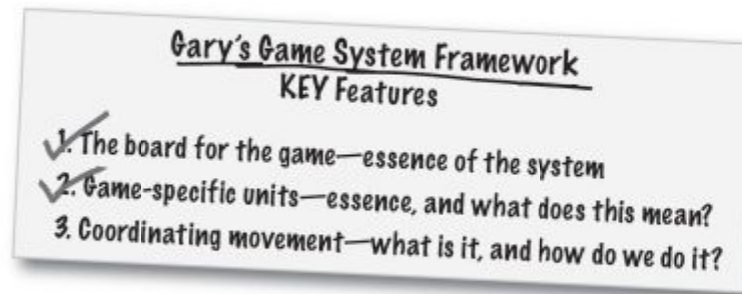 Gary's Game System Framework
KEY Features
1. The board for the game—essence of the system
2. Game-specific units—essence, and what does this mean?
3. Coordinating movement—what is it, and how do we do it?